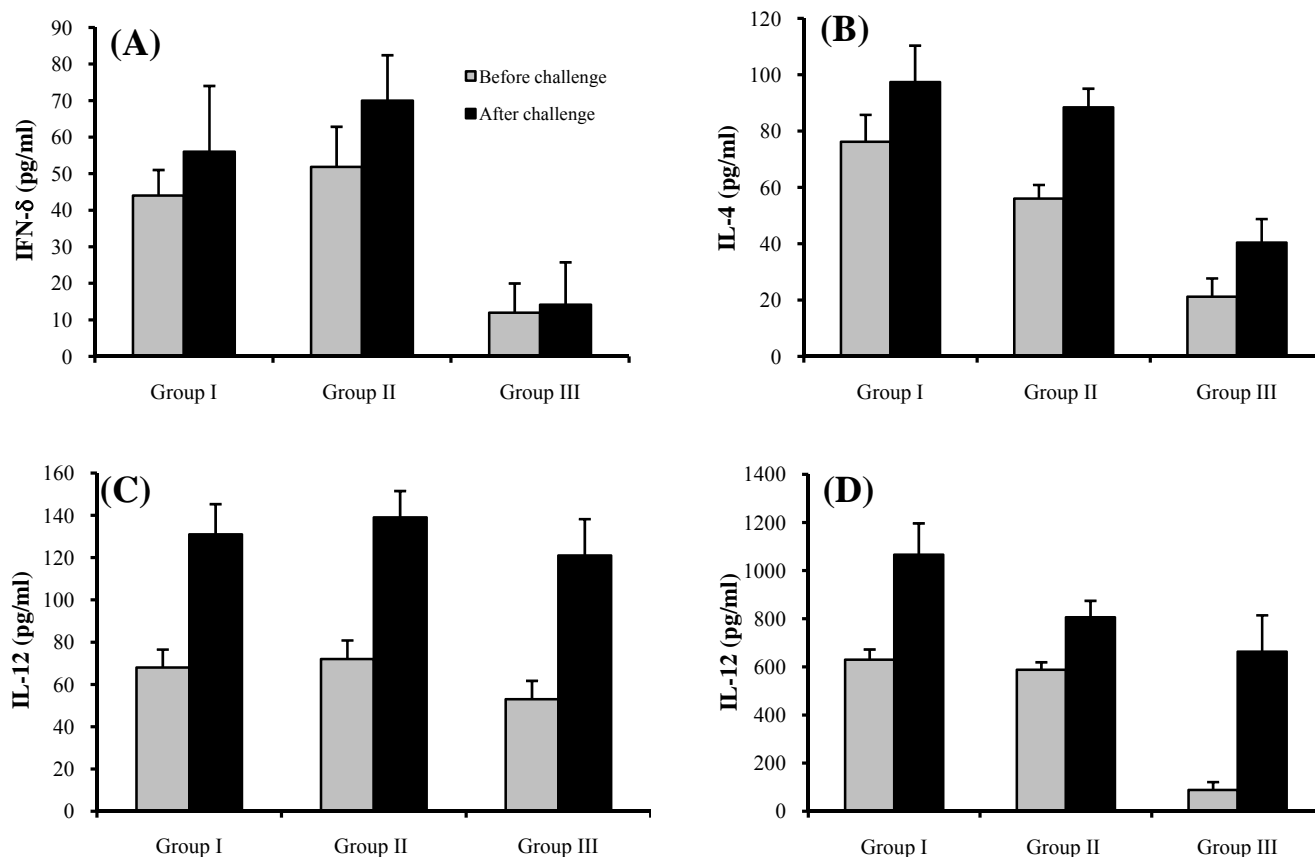 (A)
IFN-δ (pg/ml)
90
80
70
60
50
40
30
20
10
0
Before challenge
After challenge
Group I Group II Group III
(B)
IL-4 (pg/ml)
120
100
80
60
40
20
0
Group I Group II Group III
(C)
IL-12 (pg/ml)
160
140
120
100
80
60
40
20
0
Group I Group II Group III
(D)
IL-12 (pg/ml)
1400
1200
1000
800
600
400
200
0
Group I Group II Group III